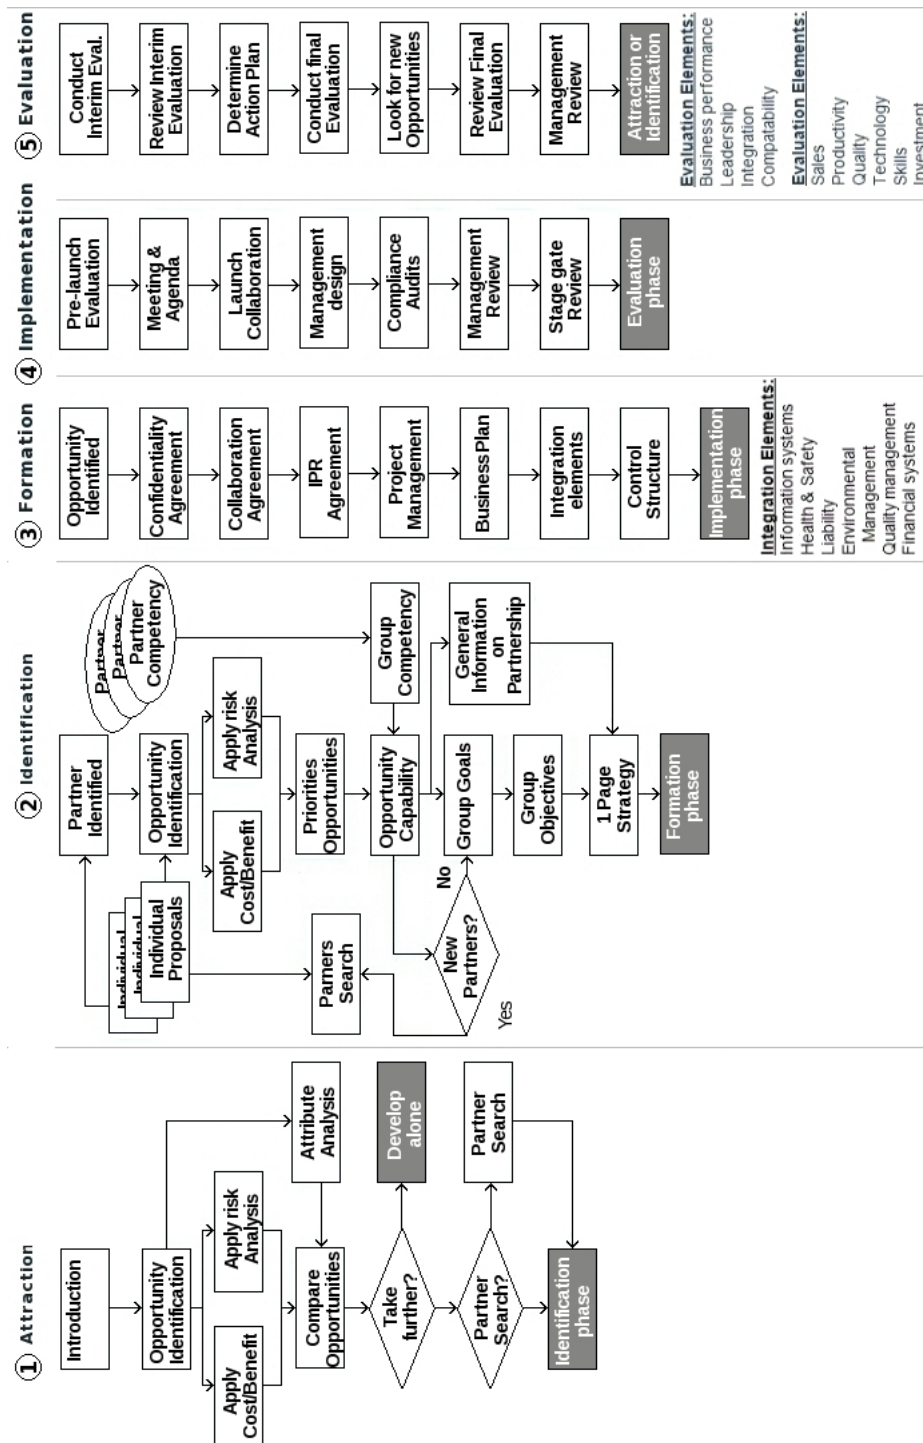 ① Attraction
Introduction
Opportunity
Identification
Apply
Cost/Benefit
Apply risk
Analysis
Attribute
Analysis
Compare
Opportunities
Take
further?
Develop
alone
Partner
Search?
Partner
Search
Identification
phase
② Identification
Partner
Identified
Partner
Partner
Partner
Competency
Individual
Individual
Individual
Proposals
Opportunity
Identification
Apply
Cost/Benefit
Apply risk
Analysis
Parners
Search
Priorities
Opportunities
Opportunity
Capability
Group
Competency
New
Partners?
Yes
No
Group Goals
General
Information
on
Partnership
Group
Objectives
1 Page
Strategy
Formation
phase
③ Formation
Opportunity
Identified
Confidentiality
Agreement
Collaboration
Agreement
IPR
Agreement
Project
Management
Business Plan
Integration
elements
Control
Structure
Implementation
phase
Integration Elements:
Information systems
Health & Safety
Liability
Environmental
Management
Quality management
Financial systems
④ Implementation
Pre-launch
Evaluation
Meeting &
Agenda
Launch
Collaboration
Management
design
Compliance
Audits
Management
Review
Stage gate
Review
Evaluation
phase
⑤ Evaluation
Conduct
Interim Eval.
Review Interim
Evaluation
Determine
Action Plan
Conduct final
Evaluation
Look for new
Opportunities
Review Final
Evaluation
Management
Review
Attraction or
Identification
Evaluation Elements:
Business performance
Leadership
Integration
Compatability
Evaluation Elements:
Sales
Productivity
Quality
Technology
Skills
Investment